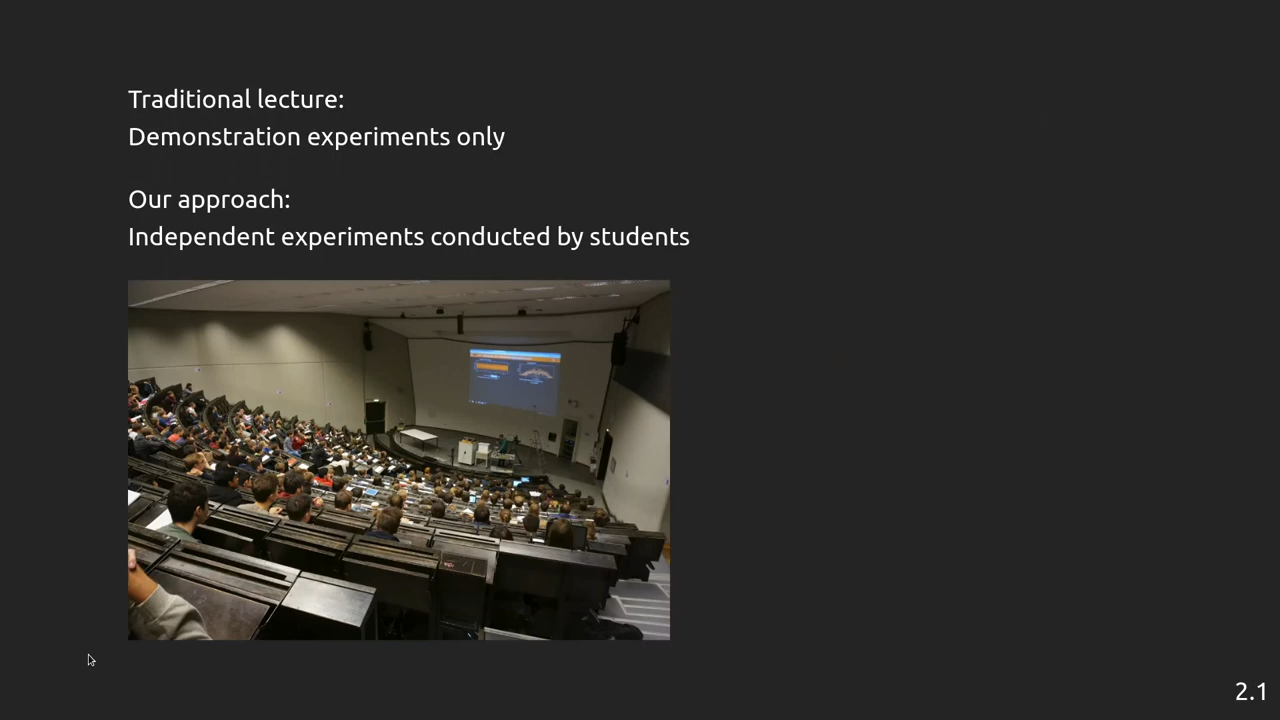 Traditional lecture:
Demonstration experiments only
Our approach:
Independent experiments conducted by students
2.1